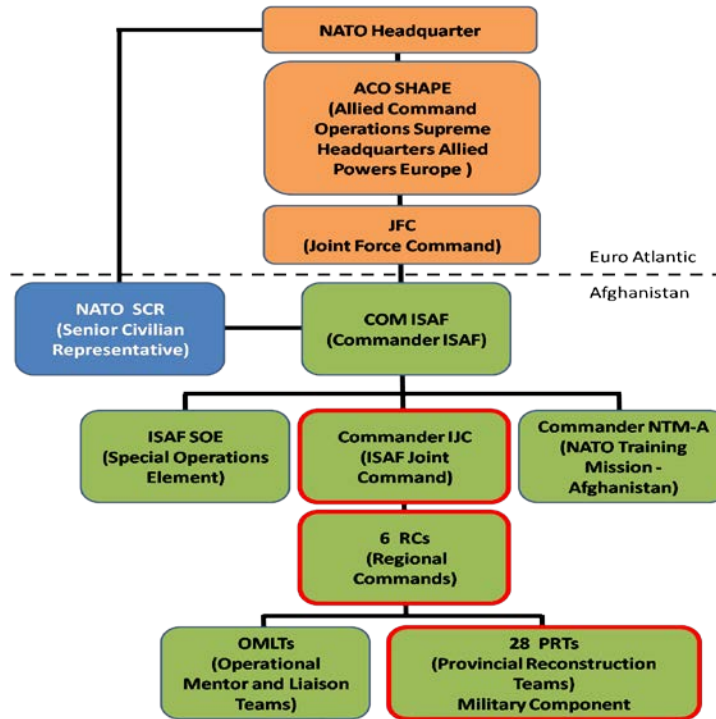 NATO Headquarter
ACO SHAPE
(Allied Command
Operations Supreme
Headquarters Allied
Powers Europe )
JFC
(Joint Force Command)
Euro Atlantic
Afghanistan
NATO SCR
(Senior Civilian
Representative)
COM ISAF
(Commander ISAF)
ISAF SOE
(Special Operations
Element)
Commander IJC
(ISAF Joint
Command)
Commander NTM-A
(NATO Training
Mission -
Afghanistan)
6 RCs
(Regional
Commands)
OMLTs
(Operational
Mentor and Liaison
Teams)
28 PRTs
(Provincial Reconstruction
Teams)
Military Component